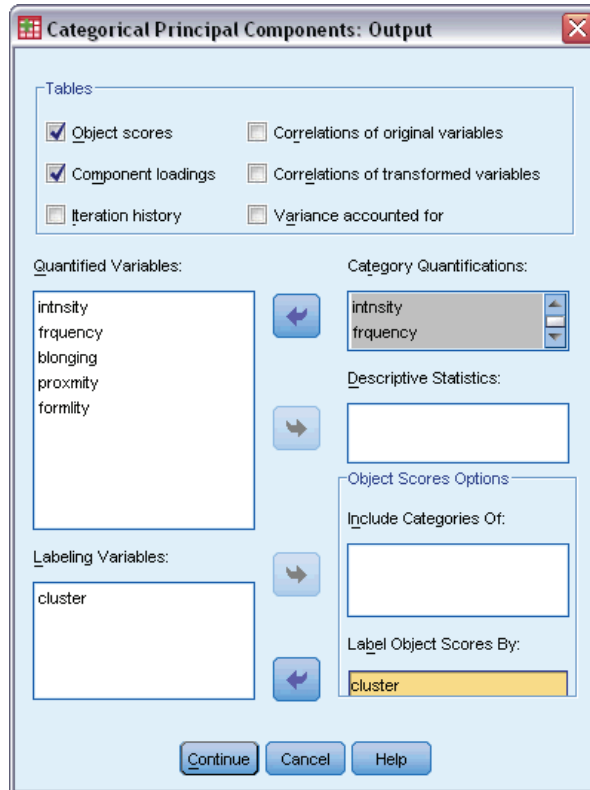 Categorical Principal Components: Output
Tables
Object scores
Correlations of original variables
Component loadings
Correlations of transformed variables
Iteration history
Variance accounted for
Quantified Variables:
intnsity
frquency
blonging
proxmity
formlity
Category Quantifications:
intnsity
frquency
Descriptive Statistics:
Object Scores Options
Include Categories Of:
Labeling Variables:
cluster
Label Object Scores By:
cluster
Continue
Cancel
Help